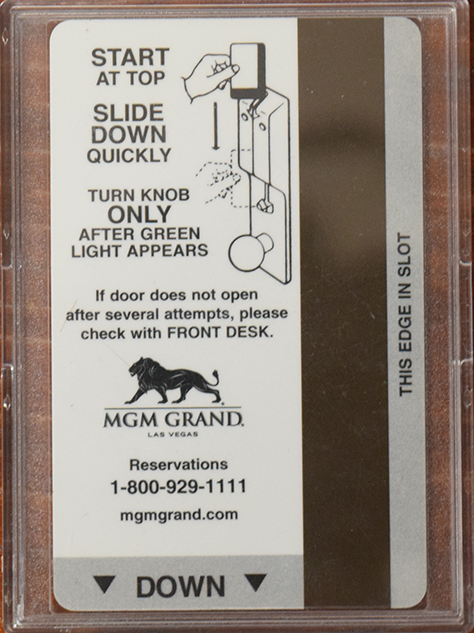 START
AT TOP
SLIDE
DOWN
QUICKLY
TURN KNOB
ONLY
AFTER GREEN
LIGHT APPEARS
If door does not open
after several attempts, please
check with FRONT DESK.
MGM GRAND.
LAS VEGAS
Reservations
1-800-929-1111
mgmgrand.com
▼ DOWN ▼
THIS EDGE IN SLOT